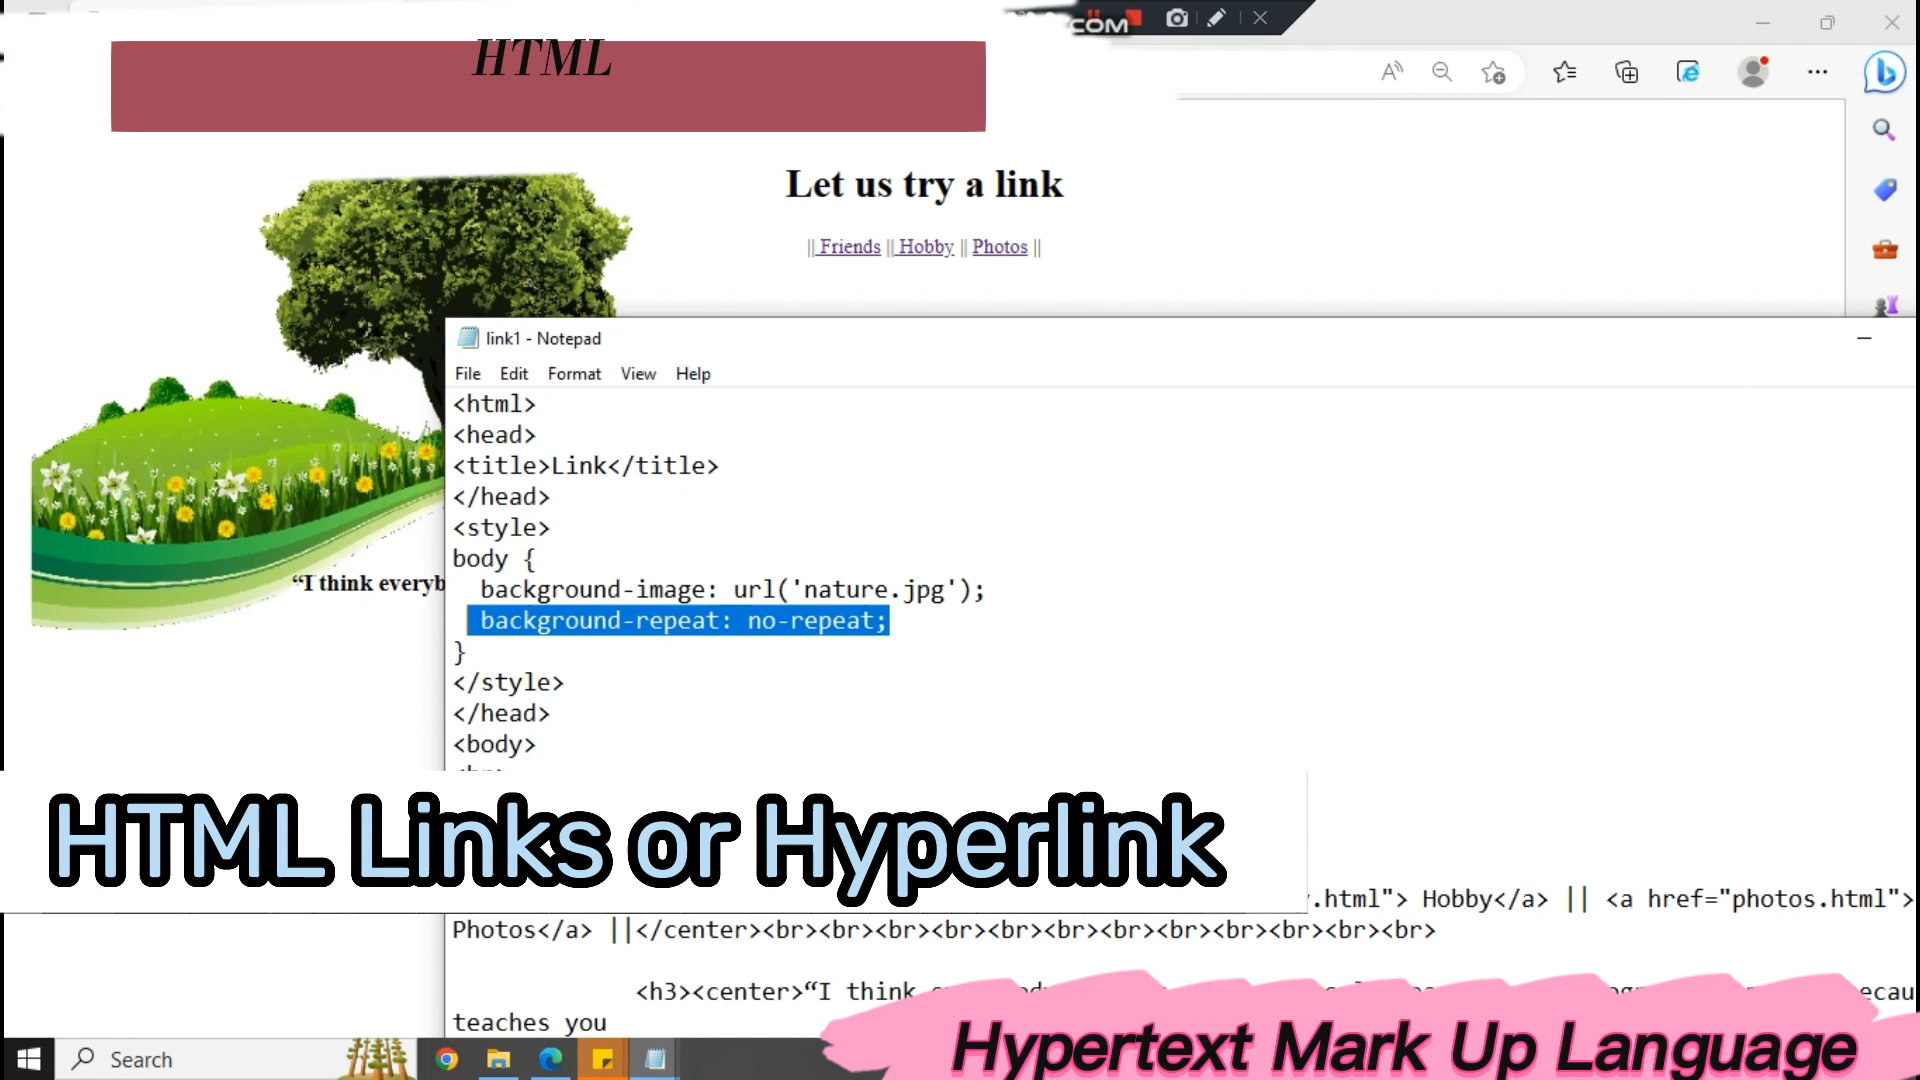 COM
HTML
Let us try a link
|| Friends || Hobby || Photos ||
link1 - Notepad
File Edit Format View Help
<html>
<head>
<title>Link</title>
</head>
<style>
body {
background-image: url('nature.jpg');
background-repeat: no-repeat;
}
</style>
</head>
<body>
“I think everyb
HTML Links or Hyperlink
.html"> Hobby</a> || <a href="photos.html">
Photos</a> ||</center><br><br><br><br><br><br><br><br><br><br><br><br>
<h3><center>“I think
teaches you
Hypertext Mark Up Language
Search